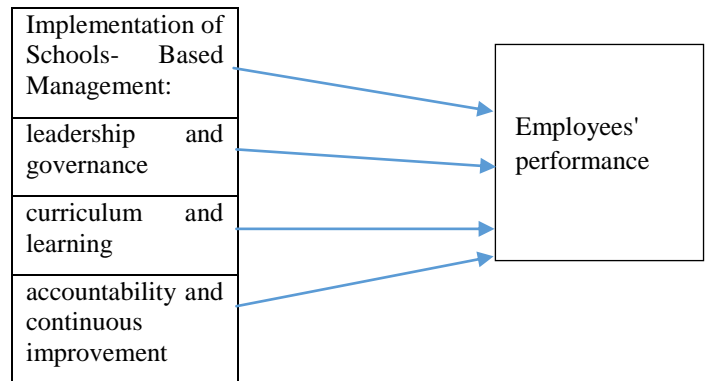 Implementation of
Schools- Based
Management:
leadership and
governance
curriculum and
learning
accountability and
continuous
improvement
Employees'
performance